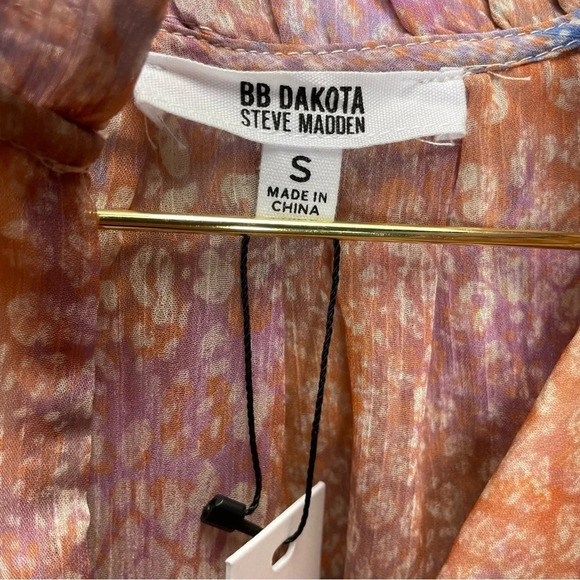 BB DAKOTA
STEVE MADDEN
S
MADE IN
CHINA